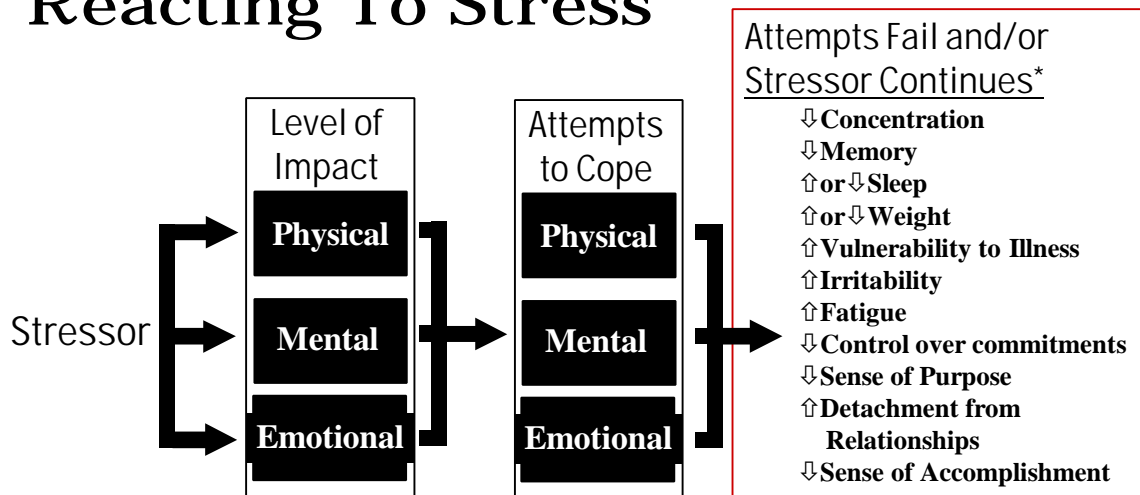 Reacting To Stress
Stressor
Level of
Impact
Physical
Mental
Emotional
Attempts
to Cope
Physical
Mental
Emotional
Attempts Fail and/or
Stressor Continues*
⇩Concentration
⇩Memory
⇧or⇩Sleep
⇧or⇩Weight
⇧Vulnerability to Illness
⇧Irritability
⇧Fatigue
⇩Control over commitments
⇩Sense of Purpose
⇧Detachment from
Relationships
⇩Sense of Accomplishment